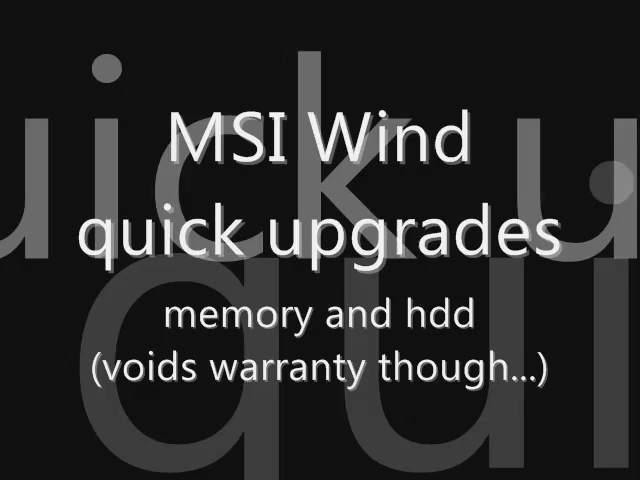 MSI Wind
quick upgrades
memory and hdd
(voids warranty though...)